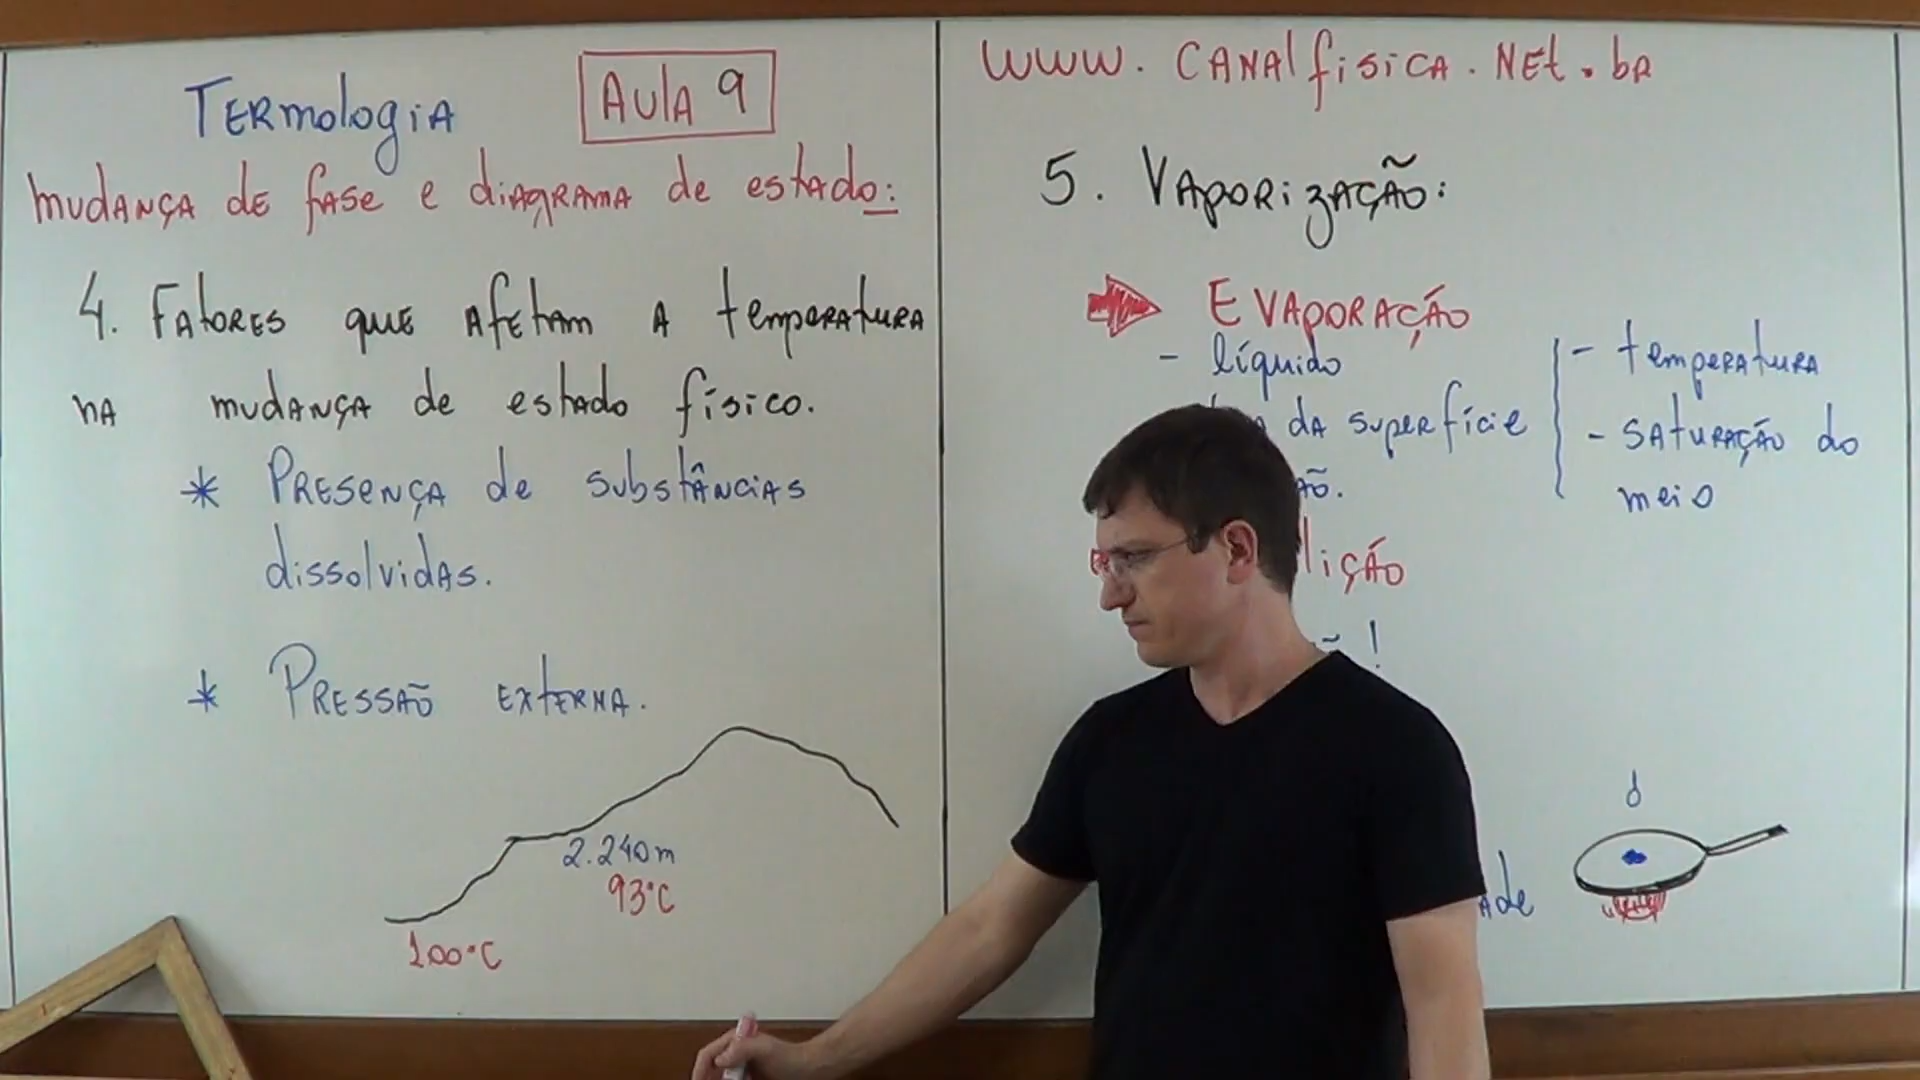 Termologia
Aula 9
mudança de fase e diagrama de estado:
4. Fatores que afetam a temperatura
na mudança de estado físico.
* Presença de substâncias
dissolvidas.
* Pressão externa.
2.240m
93°C
100°C
www.canalfisica.net.br
5. Vaporização:
Evaporação
- líquido
da superfície
- temperatura
- saturação do
meio